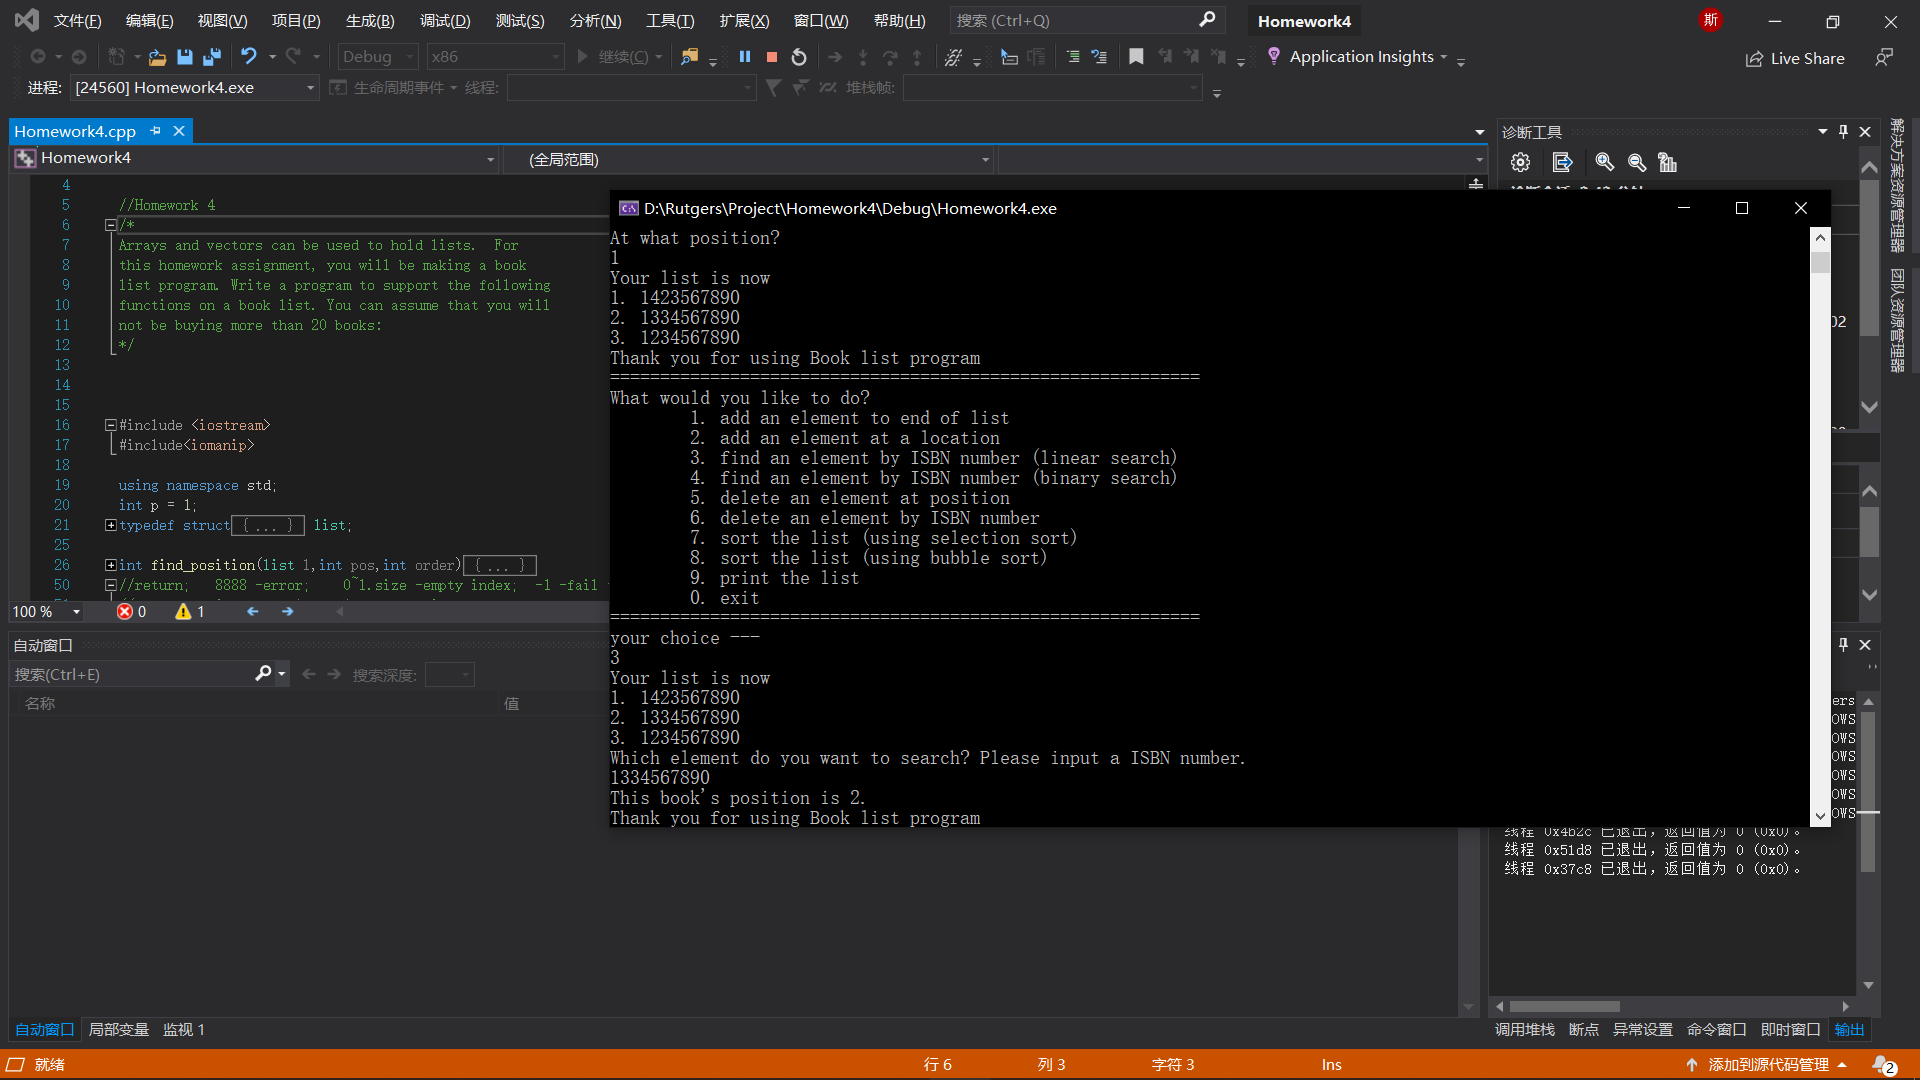 文件(F) 编辑(E) 视图(V) 项目(P) 生成(B) 调试(D) 测试(S) 分析(N) 工具(T) 扩展(X) 窗口(W) 帮助(H) 搜索 (Ctrl+Q) Homework4 斯
Debug x86 继续(C) Application Insights Live Share
进程: [24560] Homework4.exe 生命周期事件 线程: 堆栈帧:
Homework4.cpp
Homework4 (全局范围)
4
5 //Homework 4
6 /*
7 Arrays and vectors can be used to hold lists.  For
8 this homework assignment, you will be making a book
9 list program. Write a program to support the following
10 functions on a book list. You can assume that you will
11 not be buying more than 20 books:
12 */
13
14
15
16 #include <iostream>
17 #include<iomanip>
18
19 using namespace std;
20 int p = 1;
21 typedef struct{ ... } list;
25
26 int find_position(list l,int pos,int order){ ... }
50 //return;   8888 -error;   0~l.size -empty index;  -1 -fail
100 % 0 1
自动窗口
搜索(Ctrl+E) 搜索深度:
名称 值
自动窗口 局部变量 监视 1
D:\Rutgers\Project\Homework4\Debug\Homework4.exe
At what position?
1
Your list is now
1. 1423567890
2. 1334567890
3. 1234567890
Thank you for using Book list program
===========================================================
What would you like to do?
1. add an element to end of list
2. add an element at a location
3. find an element by ISBN number (linear search)
4. find an element by ISBN number (binary search)
5. delete an element at position
6. delete an element by ISBN number
7. sort the list (using selection sort)
8. sort the list (using bubble sort)
9. print the list
0. exit
===========================================================
your choice ---
3
Your list is now
1. 1423567890
2. 1334567890
3. 1234567890
Which element do you want to search? Please input a ISBN number.
1334567890
This book's position is 2.
Thank you for using Book list program
诊断工具
解决方案资源管理器
团队资源管理器
线程 0x4b2c 已退出，返回值为 0 (0x0)。
线程 0x51d8 已退出，返回值为 0 (0x0)。
线程 0x37c8 已退出，返回值为 0 (0x0)。
调用堆栈 断点 异常设置 命令窗口 即时窗口 输出
就绪 行 6 列 3 字符 3 Ins 添加到源代码管理 2